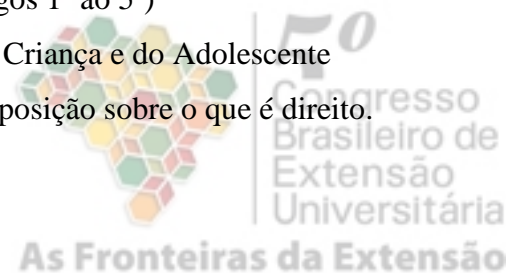 gos 1º ao 5º)
Criança e do Adolescente
posição sobre o que é direito.
5º
Congresso
Brasileiro de
Extensão
Universitária
As Fronteiras da Extensão